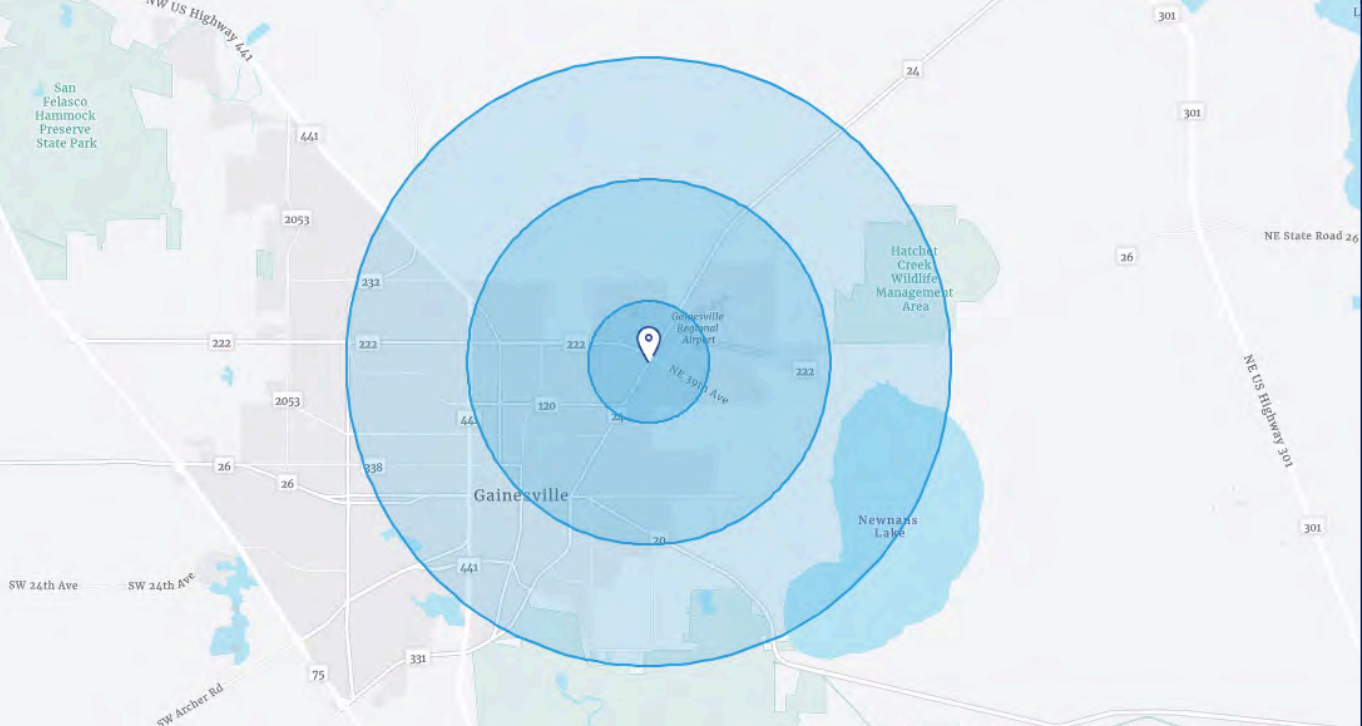 NW US Highway 441
301
L
24
San
Felasco
Hammock
Preserve
State Park
301
441
2053
NE State Road 26
26
Hatchet
Creek
Wildlife
Management
Area
232
Gainesville
Regional
Airport
222
222
222
222
NE 39th Ave
NE US Highway 301
2053
120
24
44
26
338
26
Gainesville
Newnans
Lake
301
20
441
SW 24th Ave
SW 24th Ave
331
75
SW Archer Rd